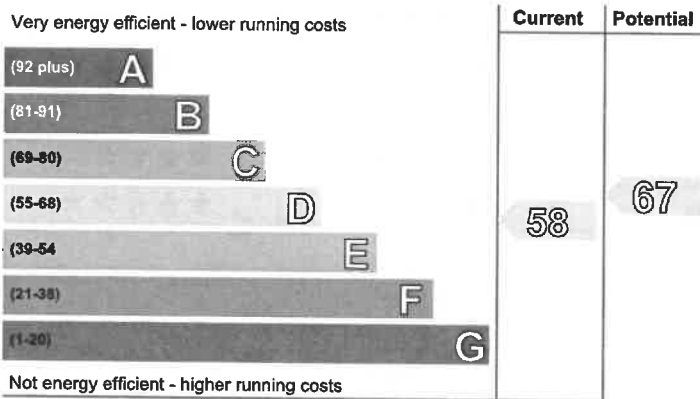 Very energy efficient - lower running costs
Current
Potential
(92 plus) A
(81-91) B
(69-80) C
(55-68) D
(39-54 E
(21-38) F
(1-20) G
58
67
Not energy efficient - higher running costs